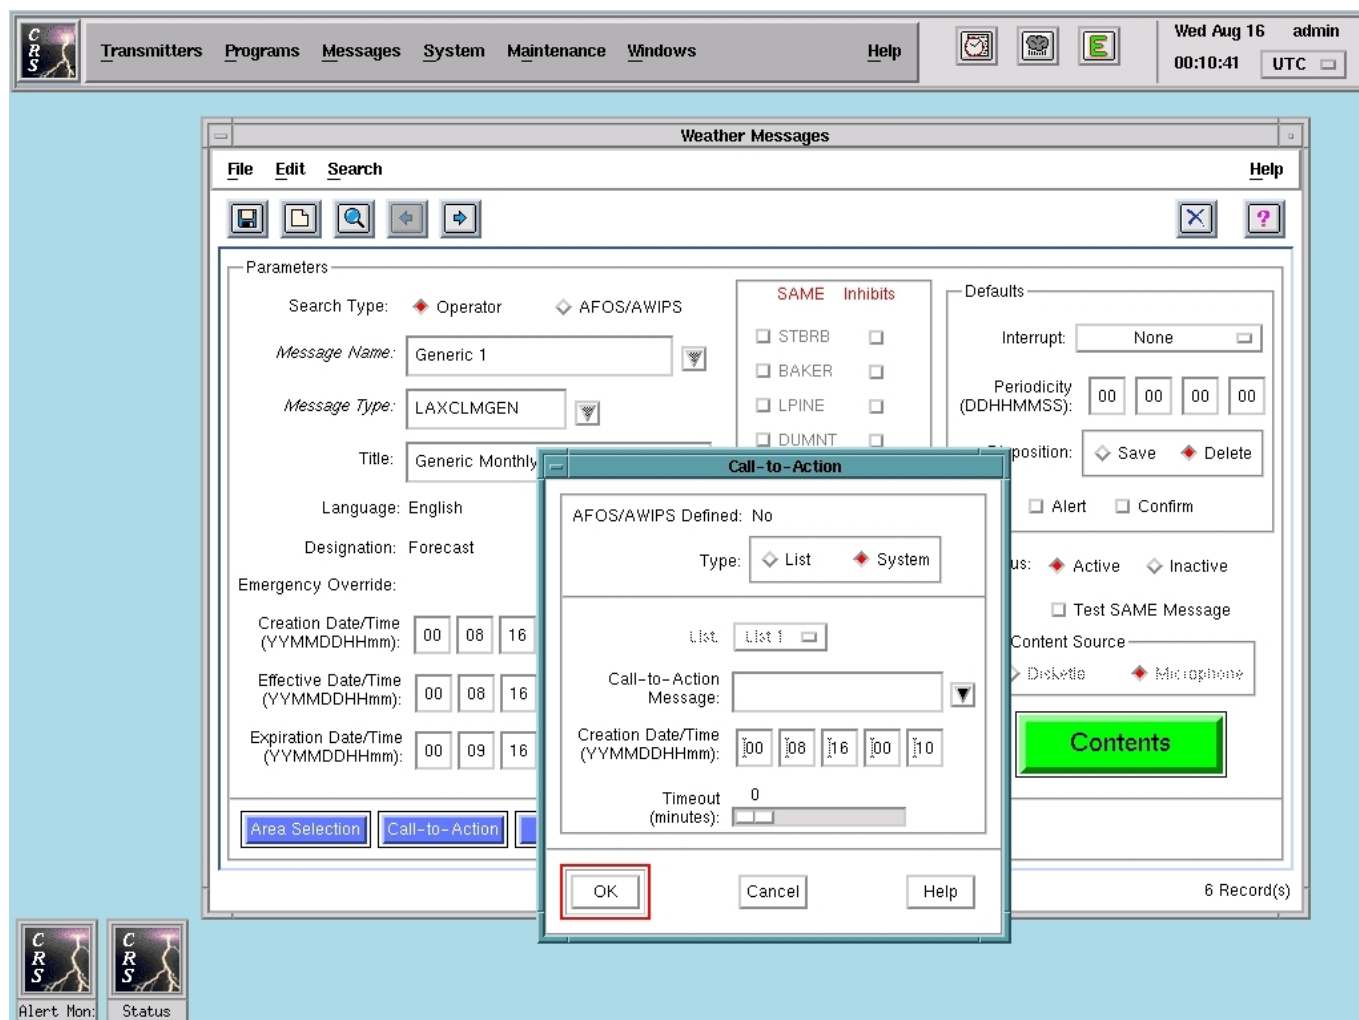 CRS
Transmitters Programs Messages System Maintenance Windows Help
Wed Aug 16 admin
00:10:41 UTC
Weather Messages
File Edit Search Help
Parameters
Search Type: Operator AFOS/AWIPS
Message Name: Generic 1
Message Type: LAXCLMGEN
Title: Generic Monthly
Language: English
Designation: Forecast
Emergency Override:
Creation Date/Time
(YYMMDDHHmm): 00 08 16
Effective Date/Time
(YYMMDDHHmm): 00 08 16
Expiration Date/Time
(YYMMDDHHmm): 00 09 16
Area Selection Call-to-Action
SAME Inhibits
STBRB
BAKER
LPINE
DUMNT
Defaults
Interrupt: None
Periodicity
(DDHHMMSS): 00 00 00 00
position: Save Delete
Alert Confirm
us: Active Inactive
Test SAME Message
Content Source
Diskette Microphone
Contents
6 Record(s)
Call-to-Action
AFOS/AWIPS Defined: No
Type: List System
List. List 1
Call-to-Action
Message:
Creation Date/Time
(YYMMDDHHmm): 00 08 16 00 10
Timeout 0
(minutes):
OK Cancel Help
CRS CRS
Alert Mon: Status